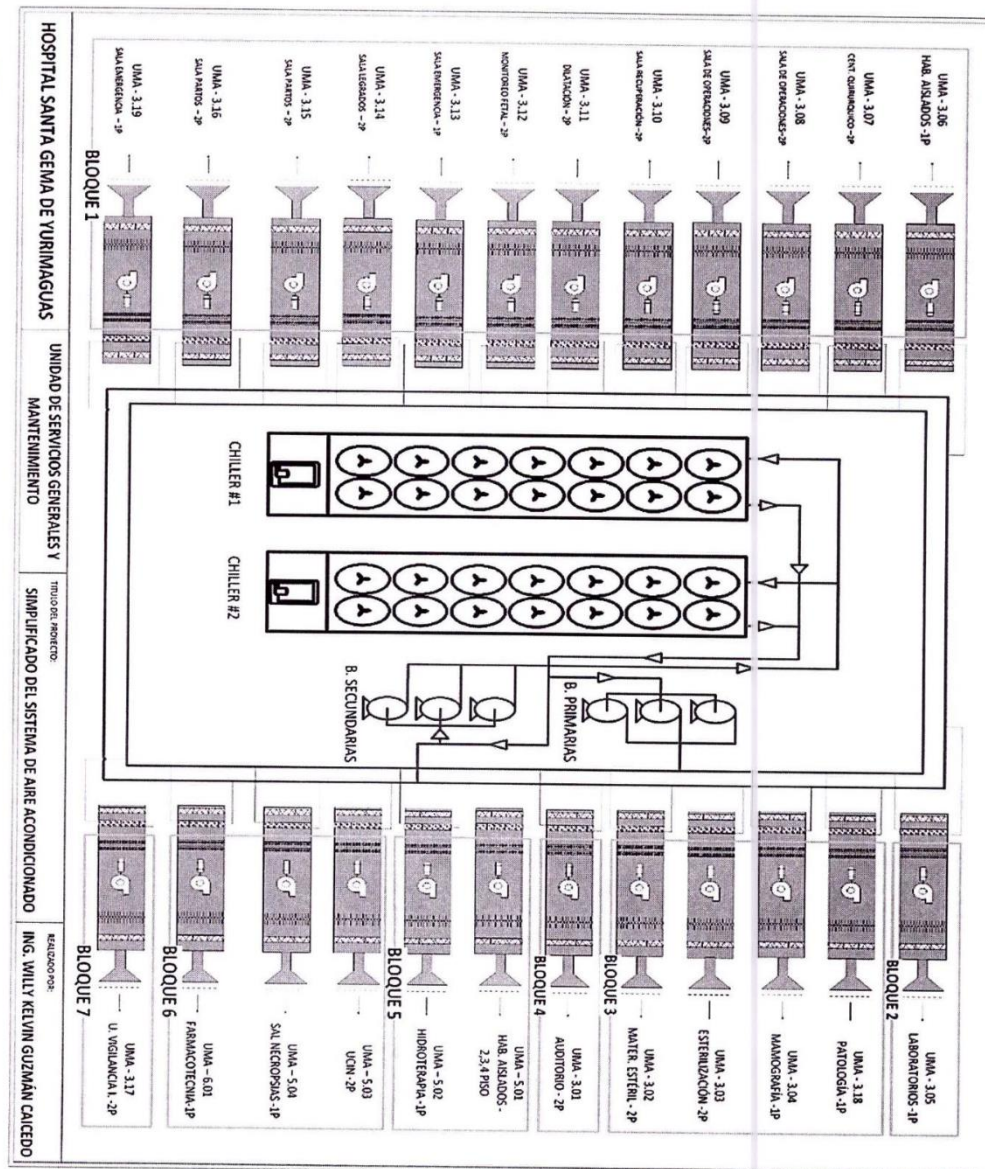 UMA - 3.19
SALA EMERGENCIA - 1P
UMA - 3.16
SALA PARTOS - 2P
UMA - 3.15
SALA PARTOS - 2P
UMA - 3.14
SALA LEGRADOS - 2P
UMA - 3.13
SALA EMERGENCIA - 1P
UMA - 3.12
MONITOREO FETAL - 2P
UMA - 3.11
DILATACIÓN - 2P
UMA - 3.10
SALA RECUPERACIÓN -2P
UMA - 3.09
SALA DE OPERACIONES-2P
UMA - 3.08
SALA DE OPERACIONES-2P
UMA - 3.07
CENT. QUIRURQUICO -2P
UMA - 3.06
HAB. AISLADOS -1P
BLOQUE 1
CHILLER #1
CHILLER #2
B. SECUNDARIAS
B. PRIMARIAS
BLOQUE 7
BLOQUE 6
BLOQUE 5
BLOQUE 4
BLOQUE 3
BLOQUE 2
UMA - 3.17
U. VIGILANCIA I. -2P
UMA - 6.01
FARMACOTECNIA-1P
UMA - 5.04
SAL NECROPSIAS-1P
UMA - 5.03
UCIN -2P
UMA - 5.02
HIDROTERAPIA -1P
UMA - 5.01
HAB. AISLADOS -
2,3,4 PISO
UMA - 3.01
AUDITORIO - 2P
UMA - 3.02
MATER. ESTÉRIL - 2P
UMA - 3.03
ESTERILIZACIÓN -2P
UMA - 3.04
MAMOGRAFÍA -1P
UMA - 3.18
PATOLOGÍA -1P
UMA - 3.05
LABORATORIOS -1P
HOSPITAL SANTA GEMA DE YURIMAGUAS
UNIDAD DE SERVICIOS GENERALES Y
MANTENIMIENTO
TITULO DEL PROYECTO:
SIMPLIFICADO DEL SISTEMA DE AIRE ACONDICIONADO
REALIZADO POR:
ING. WILLY KELVIN GUZMÁN CAICEDO